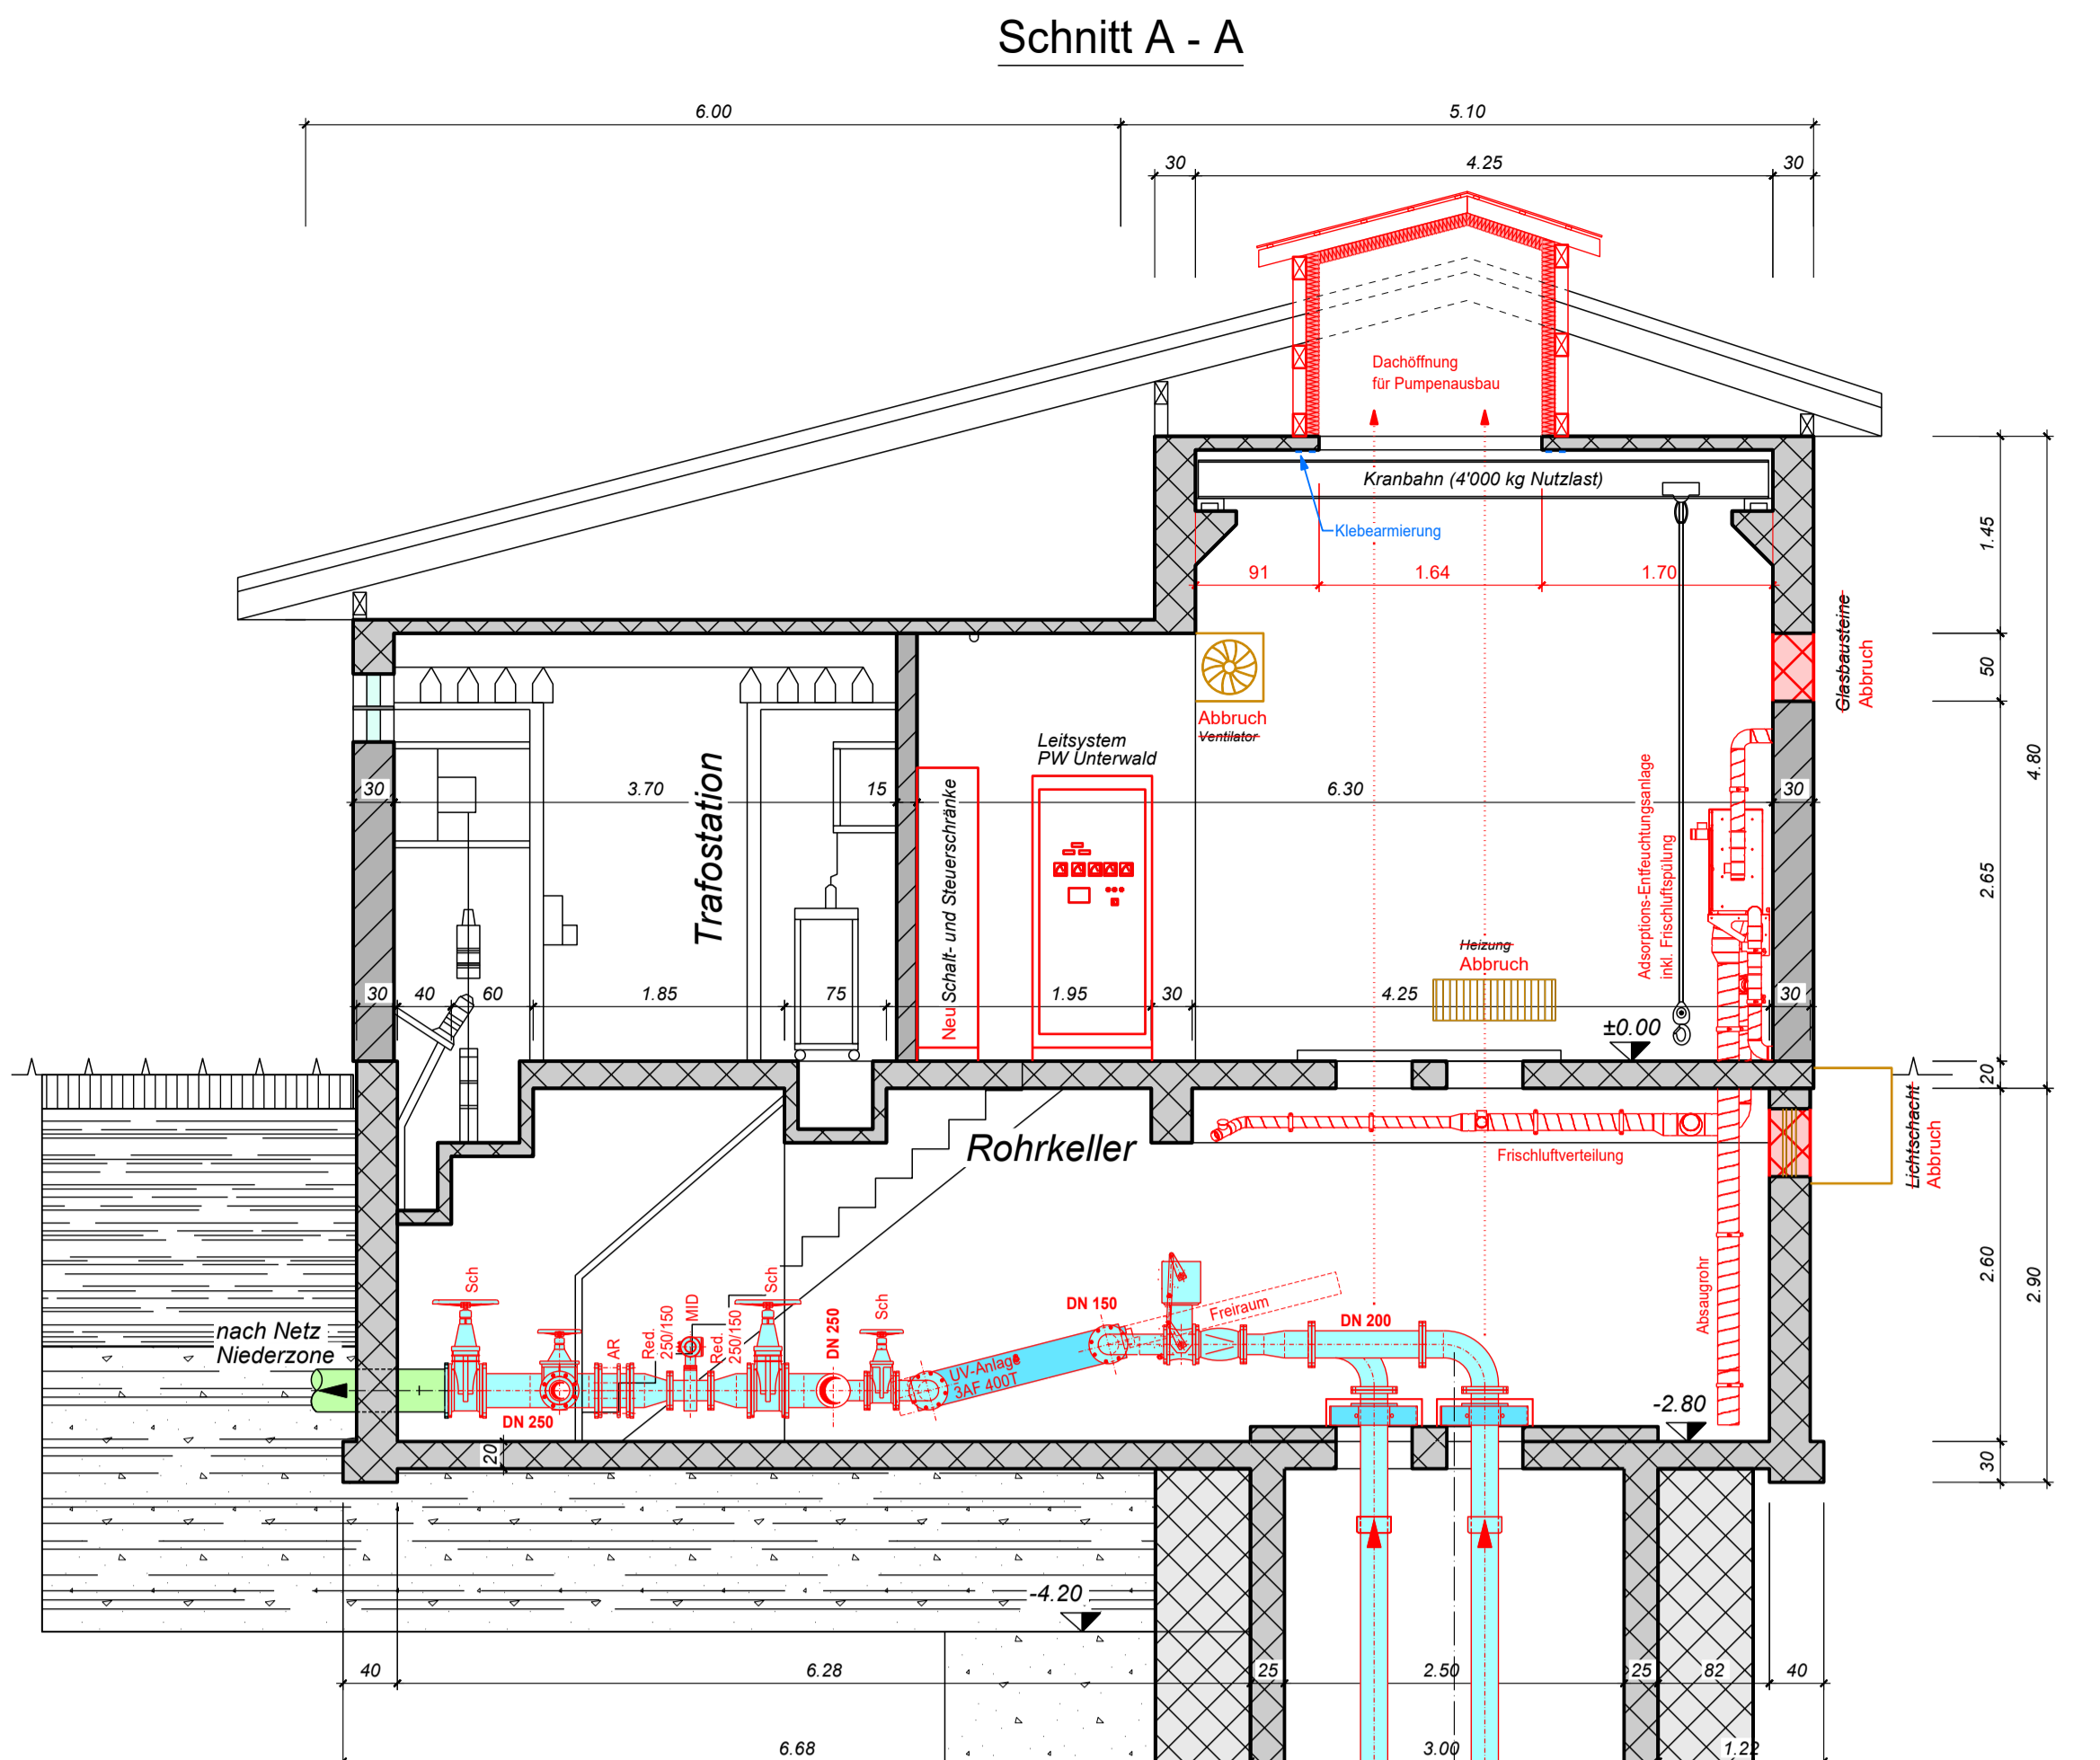 Schnitt A - A
6.00
5.10
30
4.25
30
Dachöffnung
für Pumpenausbau
Kranbahn (4'000 kg Nutzlast)
Klebearmierung
91
1.64
1.70
1.45
Glasbausteine
Abbruch
50
Abbruch
Ventilator
Leitsystem
PW Unterwald
Trafostation
30
3.70
15
6.30
30
4.80
Neu Schalt- und Steuerschränke
Adsorptions-Entfeuchtungsanlage
inkl. Frischluftspülung
2.65
Heizung
Abbruch
30
40
60
1.85
75
1.95
30
4.25
30
±0.00
20
Rohrkeller
Frischluftverteilung
Lichtschacht
Abbruch
2.60
2.90
nach Netz
Niederzone
Sch
AR
Red.
250/150
MID
Red.
250/150
Sch
DN 250
Sch
DN 150
Freiraum
DN 200
Absaugrohr
UV-Anlage
3AF 400T
DN 250
-2.80
20
30
-4.20
40
6.28
25
2.50
25
82
40
6.68
3.00
1.22